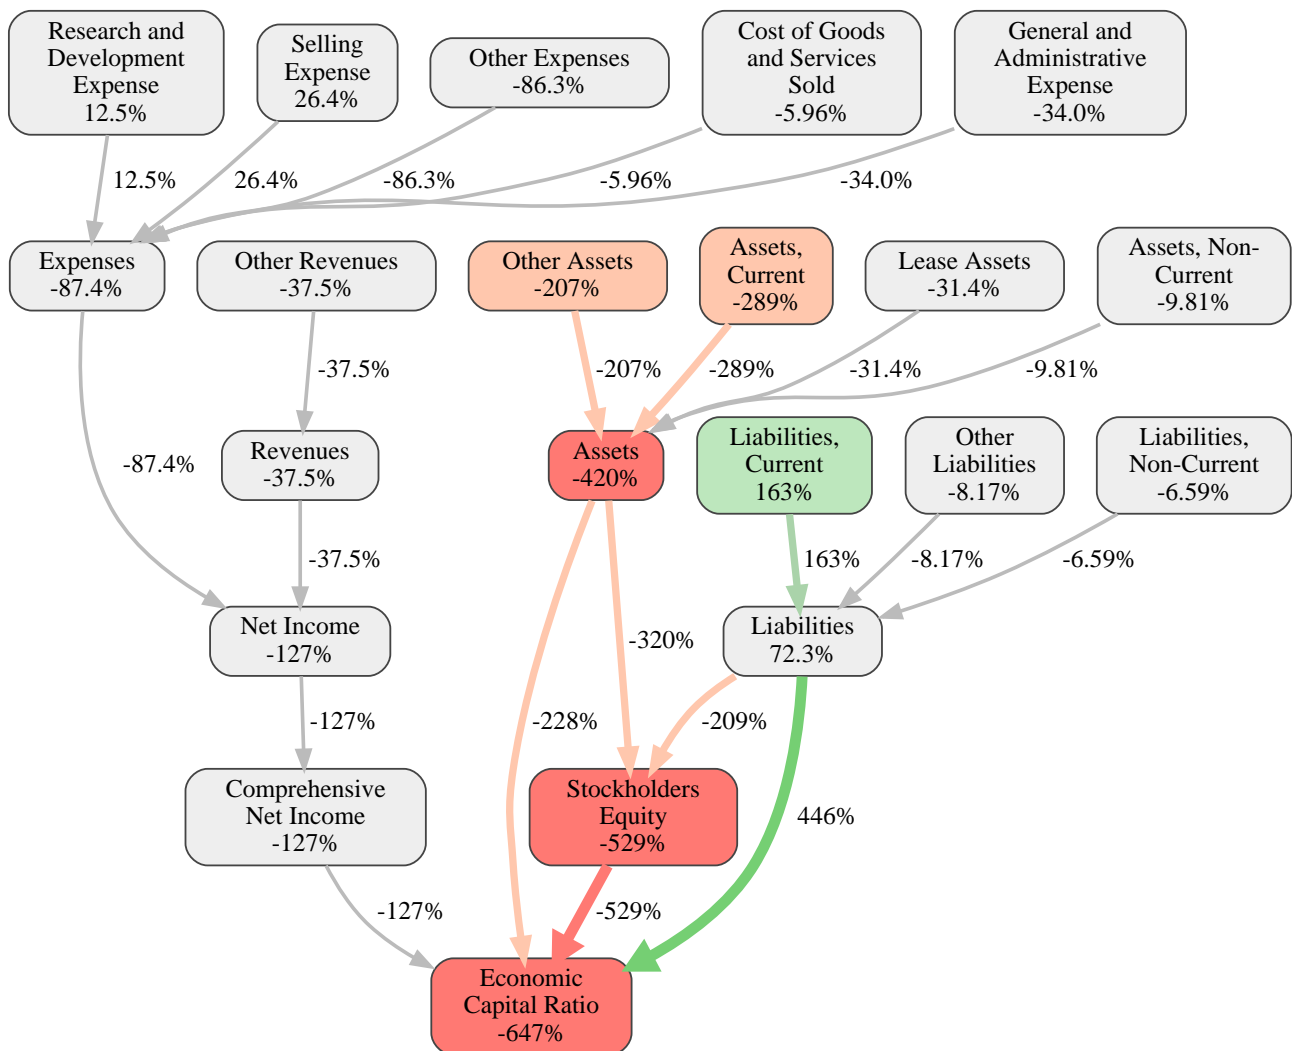 Research and
Development
Expense
12.5%
Selling
Expense
26.4%
Other Expenses
-86.3%
Cost of Goods
and Services
Sold
-5.96%
General and
Administrative
Expense
-34.0%
12.5%
26.4%
-86.3%
-5.96%
-34.0%
Expenses
-87.4%
Other Revenues
-37.5%
Other Assets
-207%
Assets,
Current
-289%
Lease Assets
-31.4%
Assets, Non-
Current
-9.81%
-37.5%
-207%
-289%
-31.4%
-9.81%
-87.4%
Revenues
-37.5%
Assets
-420%
Liabilities,
Current
163%
Other
Liabilities
-8.17%
Liabilities,
Non-Current
-6.59%
-37.5%
163%
-8.17%
-6.59%
Net Income
-127%
-320%
Liabilities
72.3%
-127%
-228%
-209%
Comprehensive
Net Income
-127%
Stockholders
Equity
-529%
446%
-127%
-529%
Economic
Capital Ratio
-647%